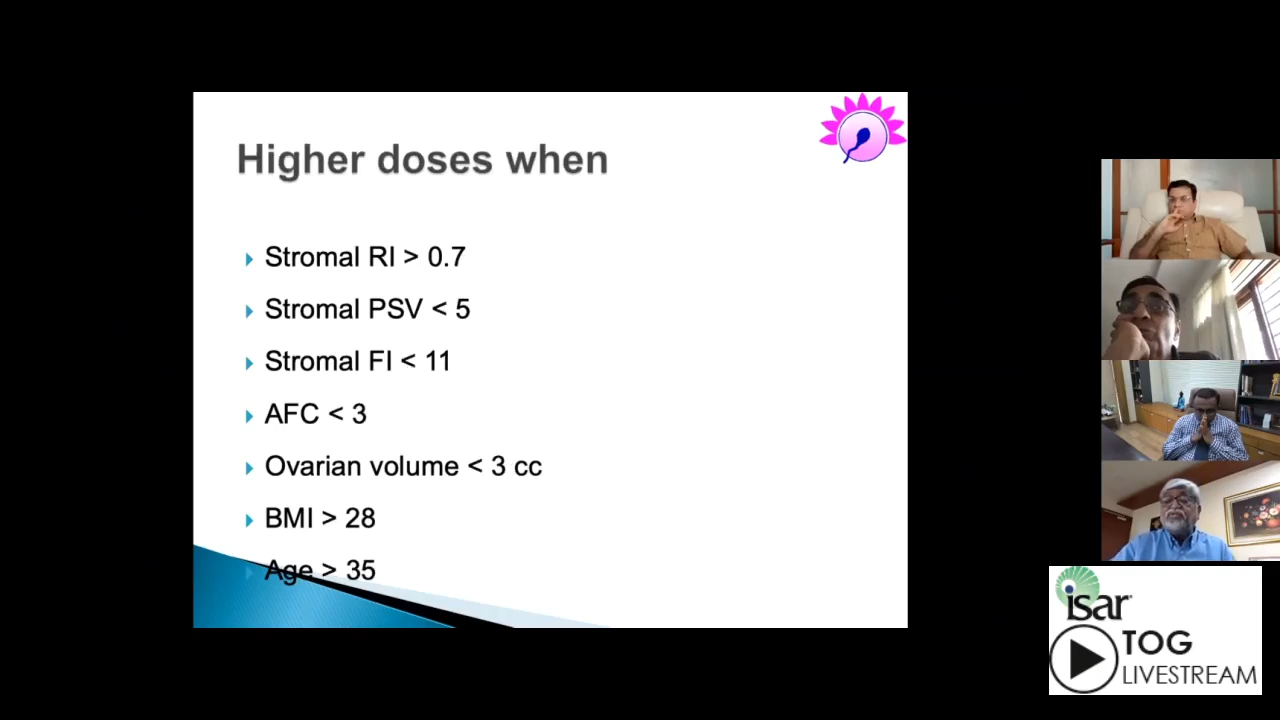 Higher doses when
Stromal RI > 0.7
Stromal PSV < 5
Stromal FI < 11
AFC < 3
Ovarian volume < 3 cc
BMI > 28
Age > 35
isar
TOG
LIVESTREAM